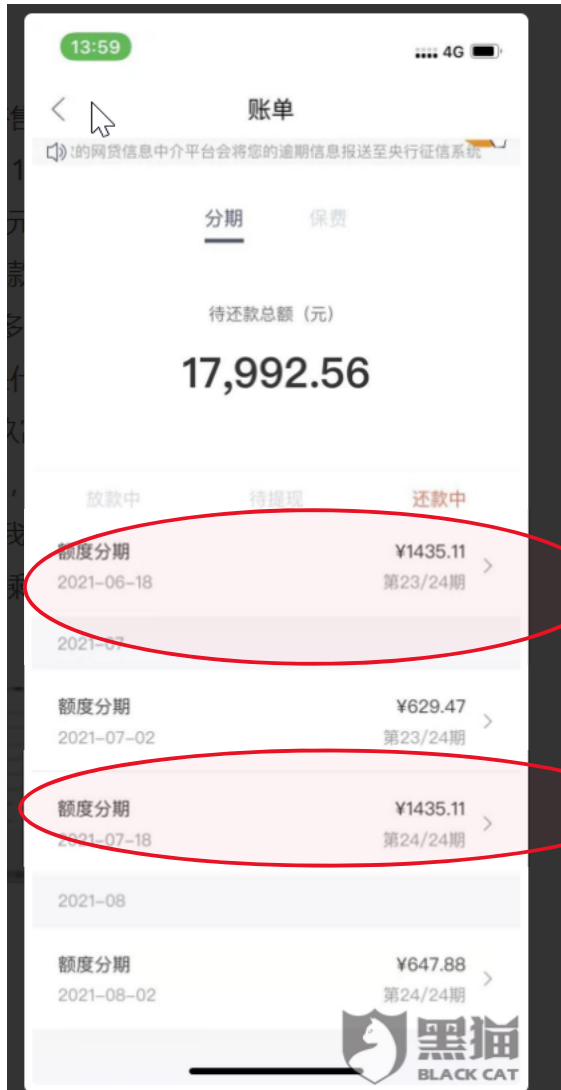 13:59
4G
账单
的网贷信息中介平台会将您的逾期信息报送至央行征信系统
分期 保费
待还款总额（元）
17,992.56
放款中 待提现 还款中
额度分期 ¥1435.11
2021-06-18 第23/24期
2021-07
额度分期 ¥629.47
2021-07-02 第23/24期
额度分期 ¥1435.11
2021-07-18 第24/24期
2021-08
额度分期 ¥647.88
2021-08-02 第24/24期
黑猫
BLACK CAT